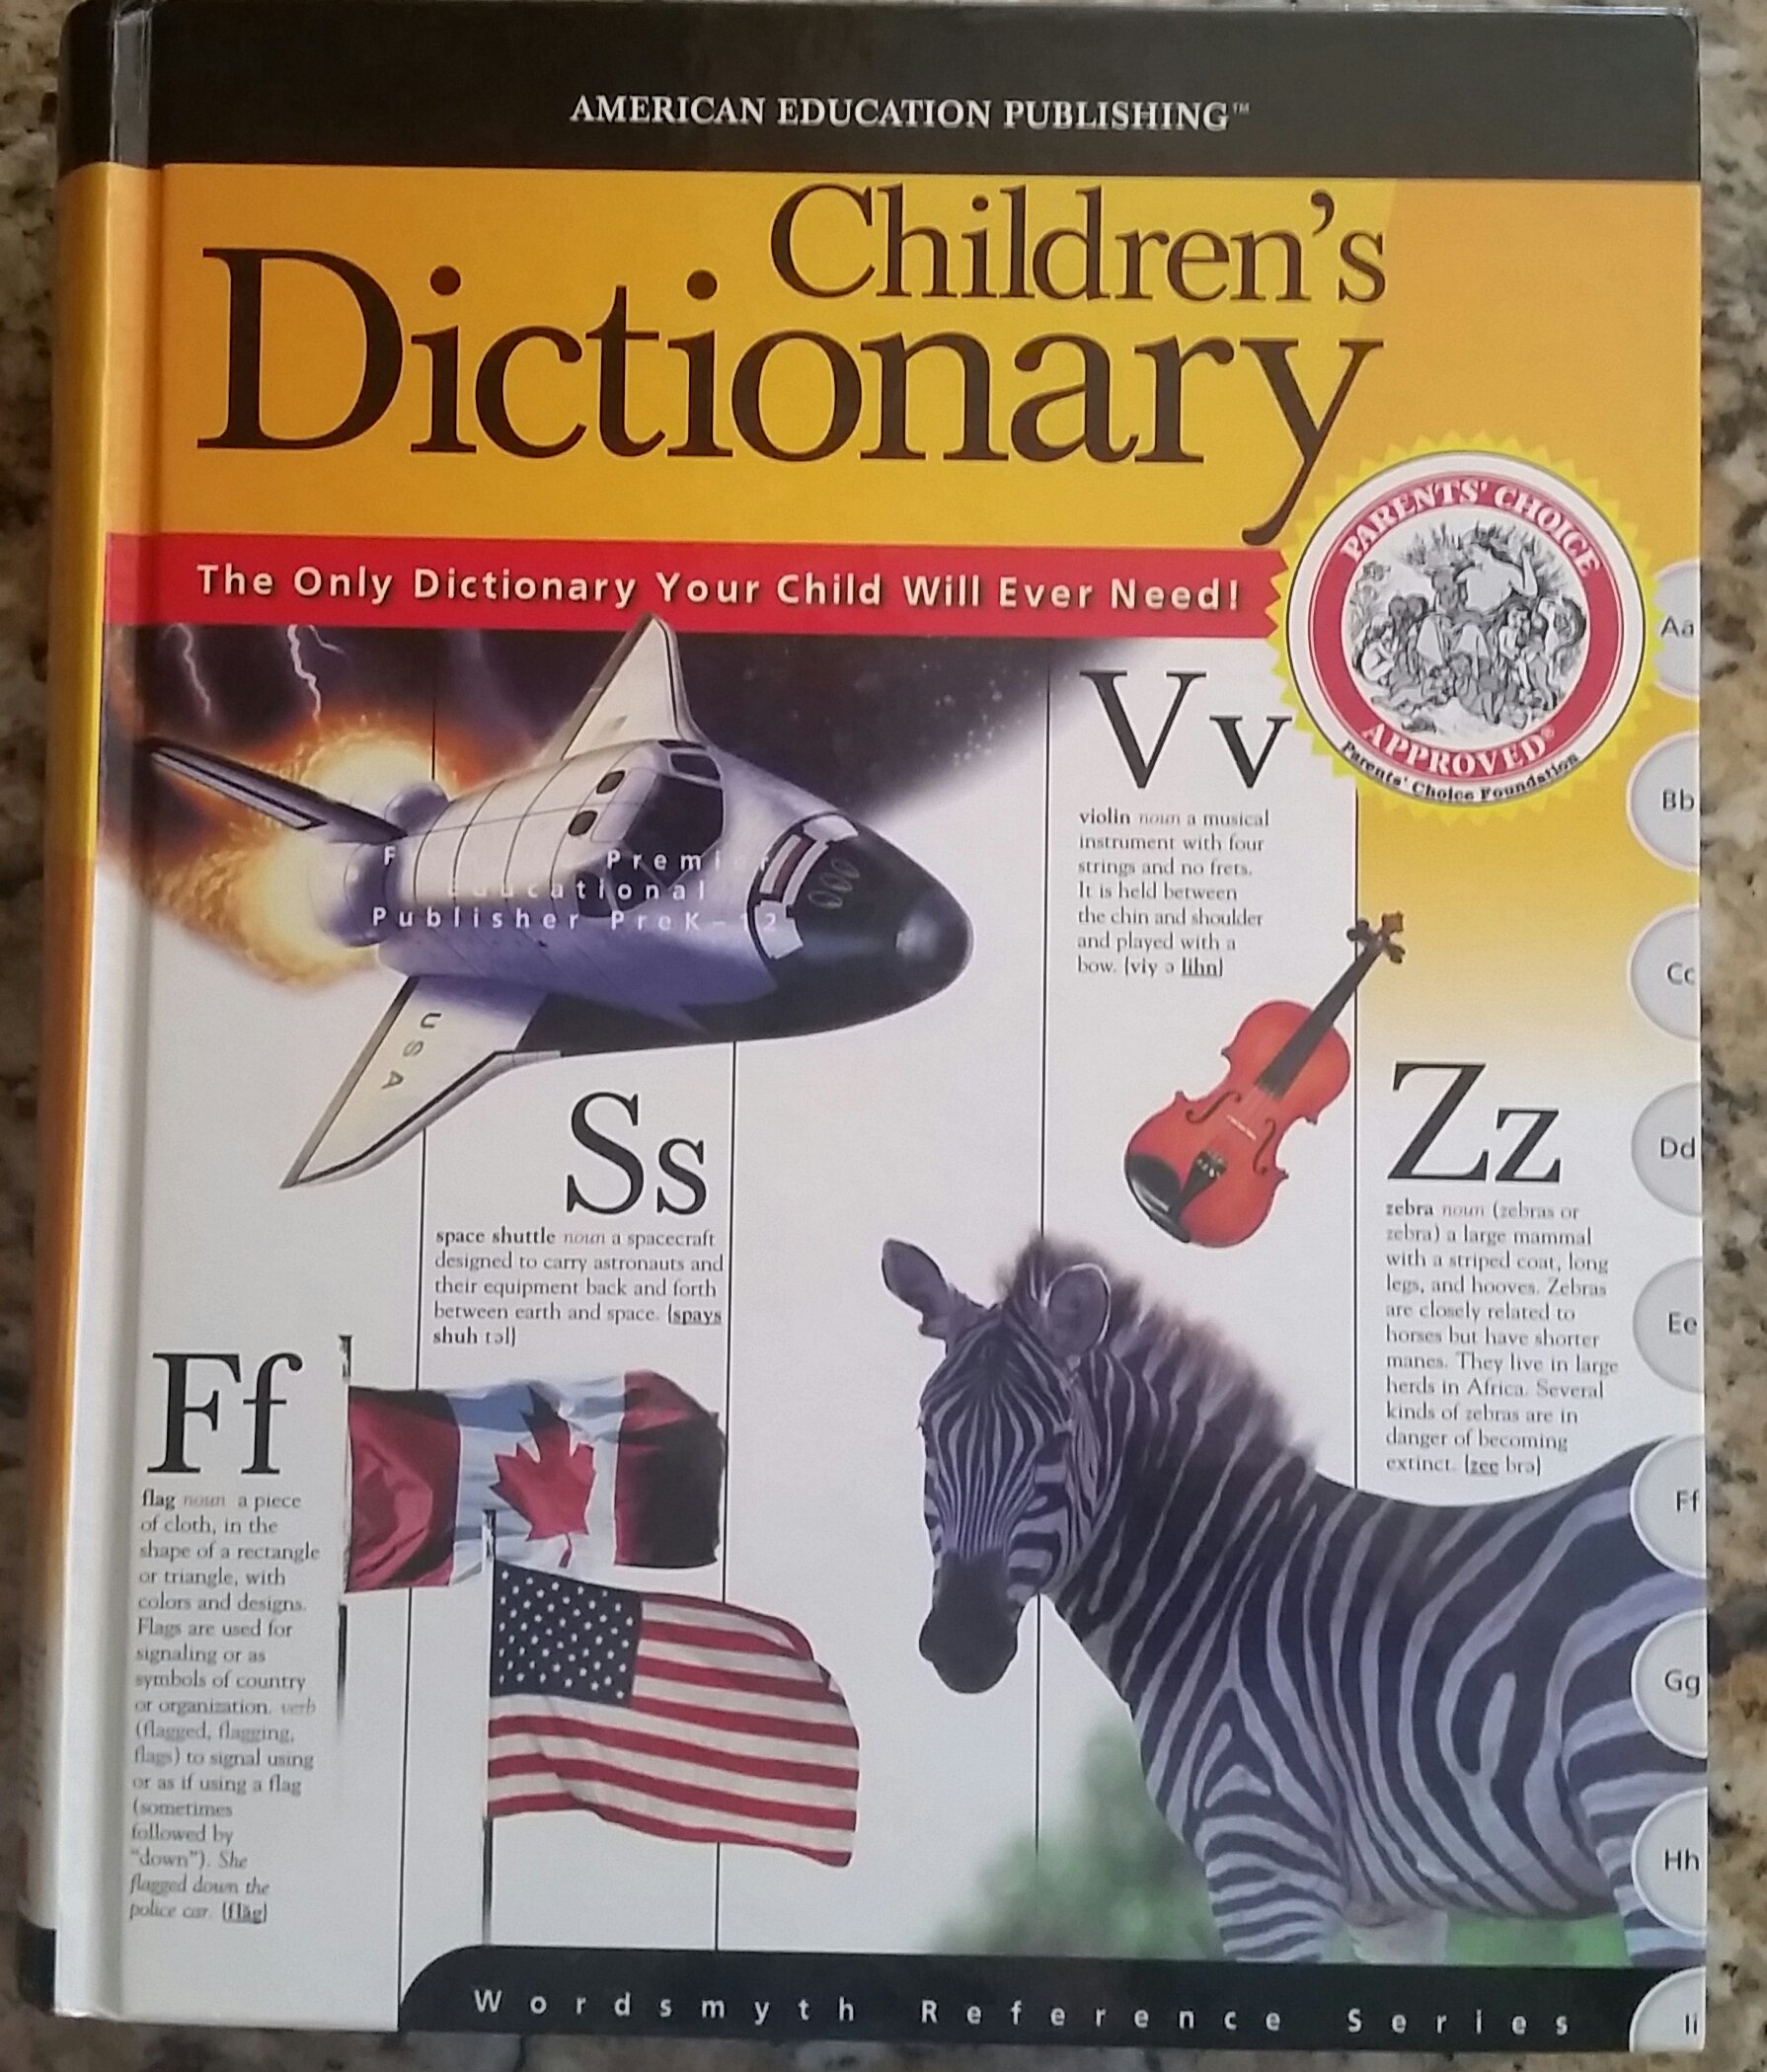 AMERICAN EDUCATION PUBLISHING™
Children's
Dictionary
The Only Dictionary Your Child Will Ever Need!
PARENTS' CHOICE
APPROVED®
Parents' Choice Foundation
Vv
violin noun a musical
instrument with four
strings and no frets.
It is held between
the chin and shoulder
and played with a
bow. [viy ə lihn]
Premier
Educational
Publisher PreK-12
USA
Ss
space shuttle noun a spacecraft
designed to carry astronauts and
their equipment back and forth
between earth and space. [spays
shuh təl]
Zz
zebra noun (zebras or
zebra) a large mammal
with a striped coat, long
legs, and hooves. Zebras
are closely related to
horses but have shorter
manes. They live in large
herds in Africa. Several
kinds of zebras are in
danger of becoming
extinct. [zee brə]
Ff
flag noun a piece
of cloth, in the
shape of a rectangle
or triangle, with
colors and designs.
Flags are used for
signaling or as
symbols of country
or organization. verb
(flagged, flagging,
flags) to signal using
or as if using a flag
(sometimes
followed by
"down"). She
flagged down the
police car. [flăg]
Aa
Bb
Cc
Dd
Ee
Ff
Gg
Hh
Ii
Wordsmyth Reference Series